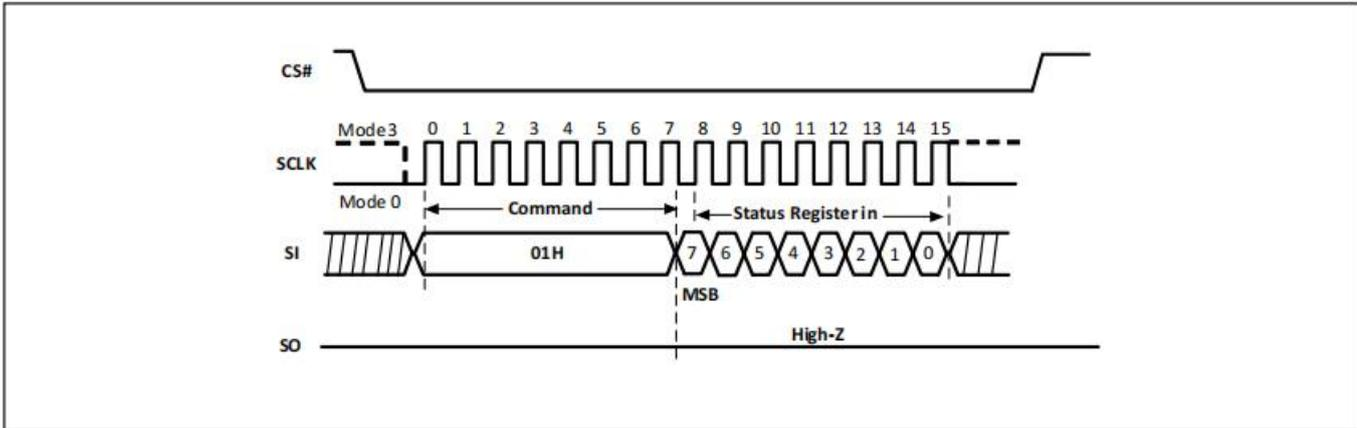 CS#
Mode3 0 1 2 3 4 5 6 7 8 9 10 11 12 13 14 15
SCLK
Mode 0
Command
Status Register in
SI
01H
7 6 5 4 3 2 1 0
MSB
High-Z
SO